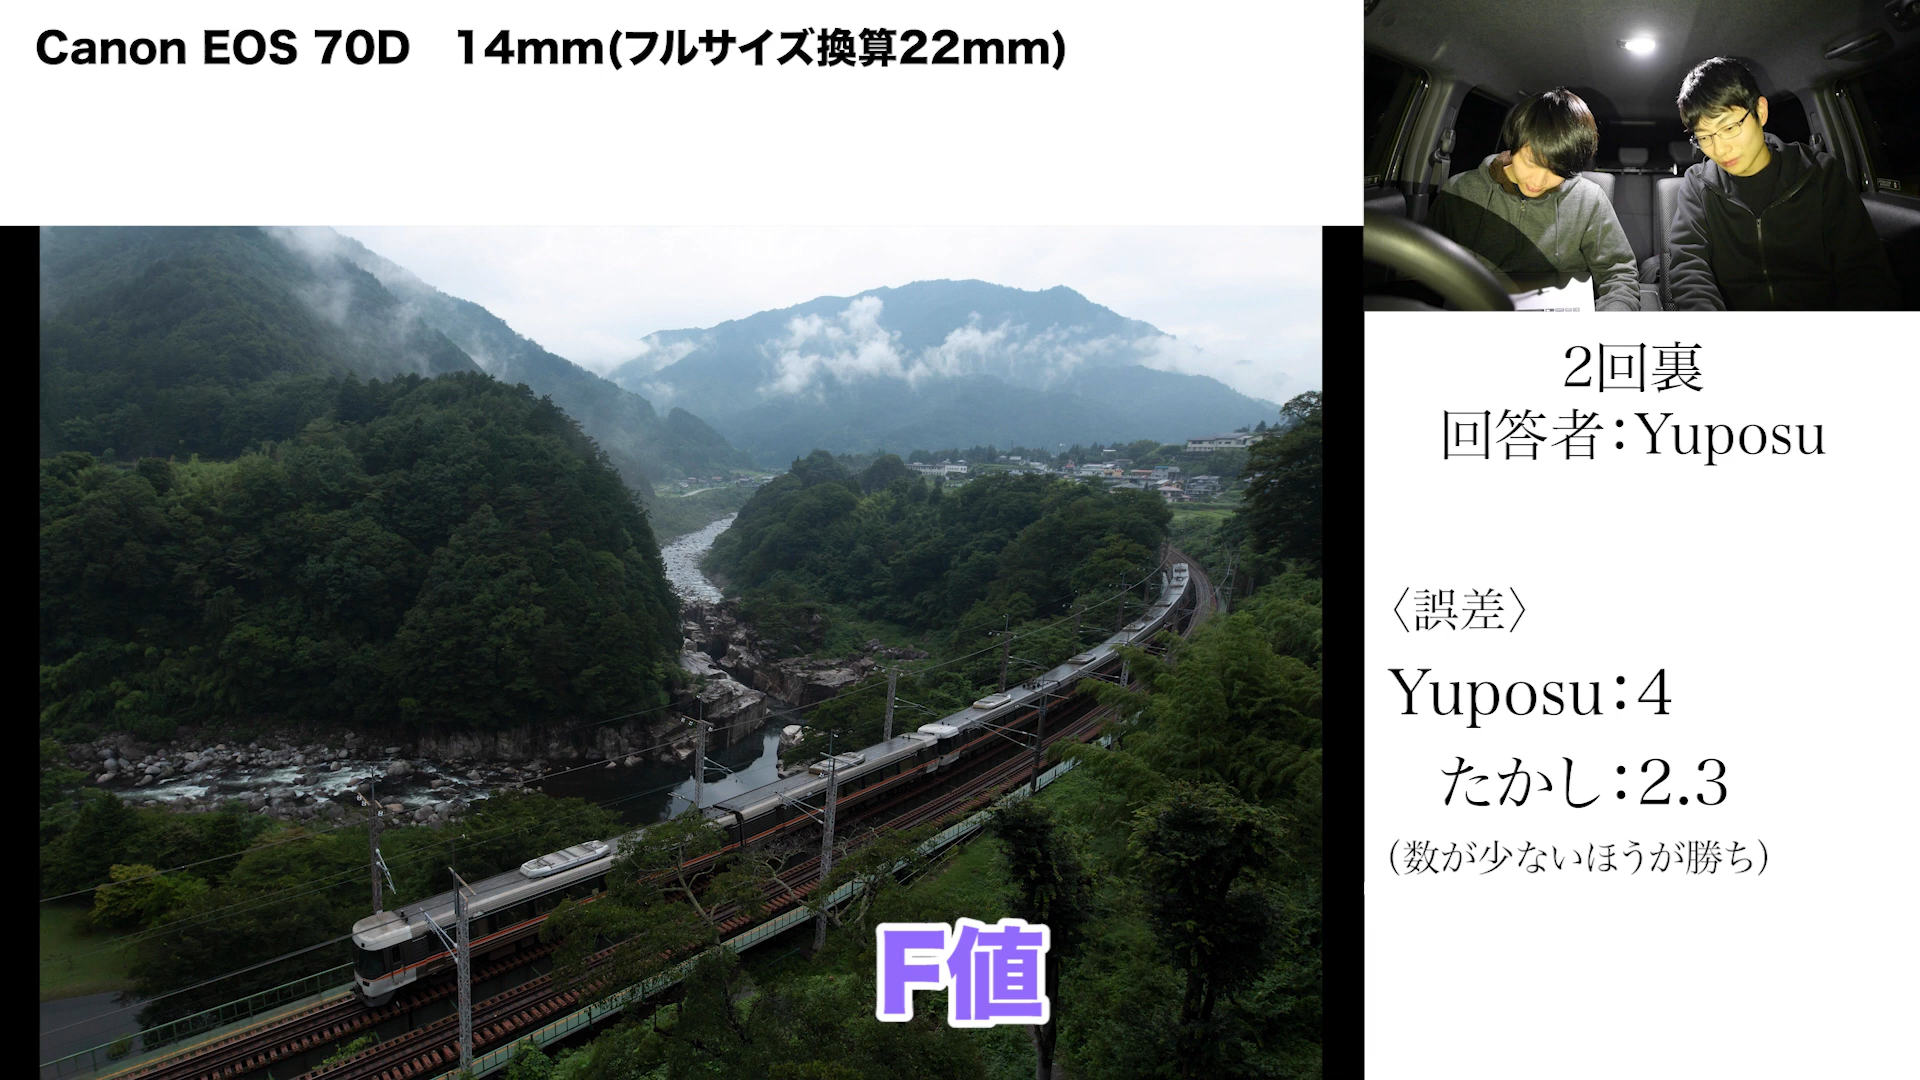 Canon EOS 70D　14mm(フルサイズ換算22mm)
2回裏
回答者：Yuposu
〈誤差〉
Yuposu：4
たかし：2.3
(数が少ないほうが勝ち)
F値